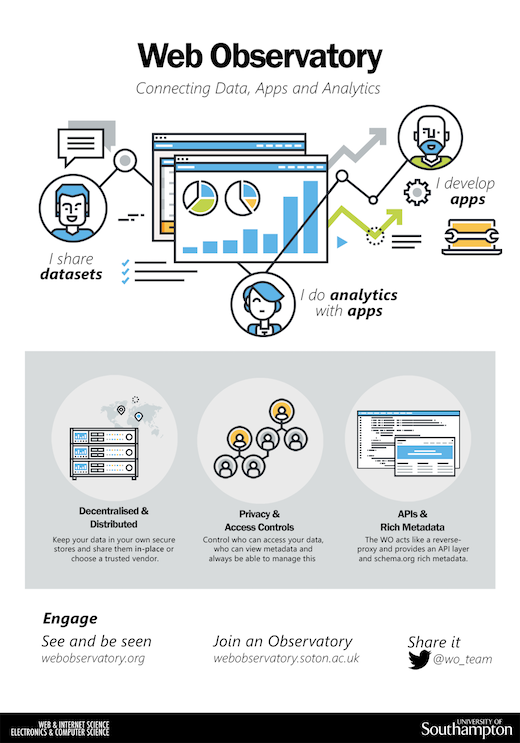 Web Observatory
Connecting Data, Apps and Analytics
I develop
apps
I share
datasets
I do analytics
with apps
Decentralised &
Distributed
Keep your data in your own secure
stores and share them in-place or
choose a trusted vendor.
Privacy &
Access Controls
Control who can access your data,
who can view metadata and
always be able to manage this
APIs &
Rich Metadata
The WO acts like a reverse-
proxy and provides an API layer
and schema.org rich metadata.
Engage
See and be seen
webobservatory.org
Join an Observatory
webobservatory.soton.ac.uk
Share it
@wo_team
WEB & INTERNET SCIENCE
ELECTRONICS & COMPUTER SCIENCE
UNIVERSITY OF
Southampton